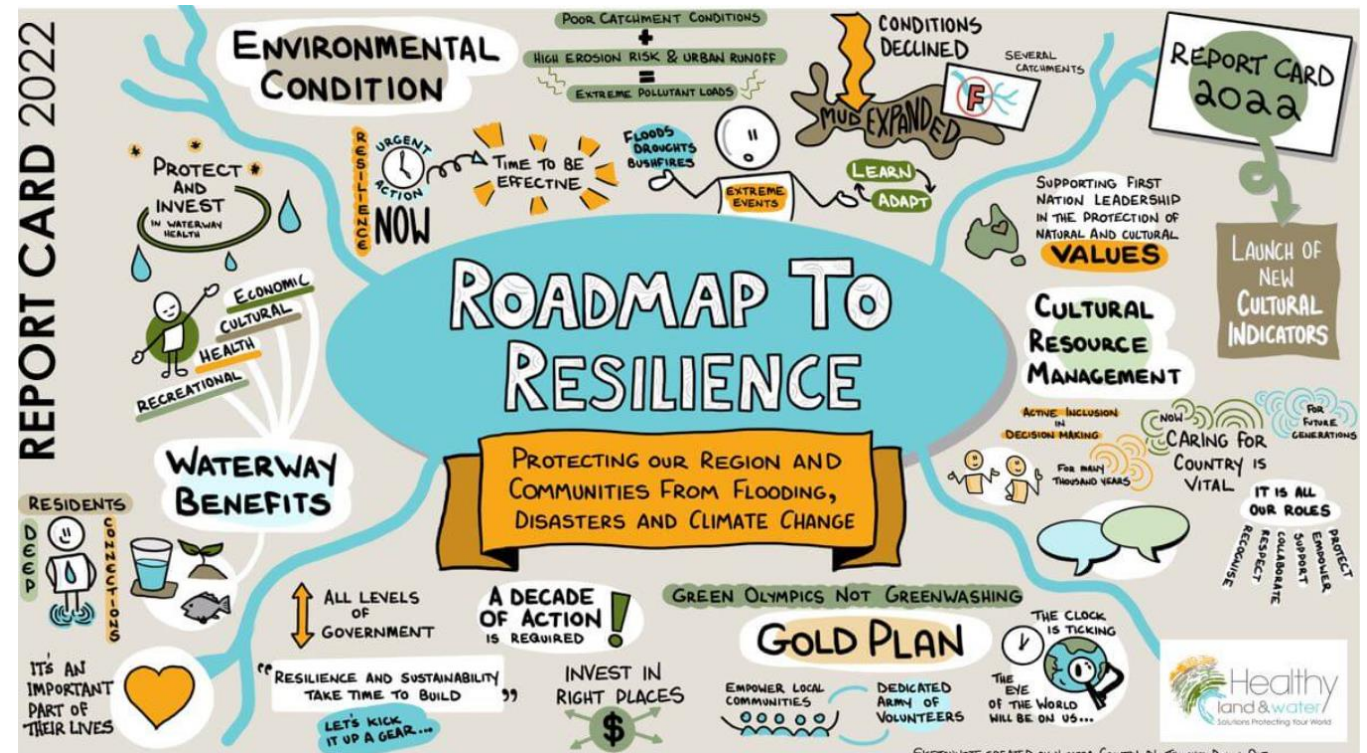 REPORT CARD 2022
ENVIRONMENTAL
CONDITION
POOR CATCHMENT CONDITIONS
+
HIGH EROSION RISK & URBAN RUNOFF
=
EXTREME POLLUTANT LOADS
CONDITIONS
DECLINED
MUD EXPANDED
SEVERAL
CATCHMENTS
F
REPORT CARD
2022
LAUNCH OF
NEW
CULTURAL
INDICATORS
PROTECT
AND
INVEST
IN WATERWAY
HEALTH
RESILIENCE
URGENT
ACTION
NOW
TIME TO BE
EFFECTIVE
FLOODS
DROUGHTS
BUSHFIRES
EXTREME
EVENTS
LEARN
ADAPT
SUPPORTING FIRST
NATION LEADERSHIP
IN THE PROTECTION OF
NATURAL AND CULTURAL
VALUES
ROADMAP TO
RESILIENCE
PROTECTING OUR REGION AND
COMMUNITIES FROM FLOODING,
DISASTERS AND CLIMATE CHANGE
ECONOMIC
CULTURAL
HEALTH
RECREATIONAL
WATERWAY
BENEFITS
CULTURAL
RESOURCE
MANAGEMENT
ACTIVE INCLUSION
IN
DECISION MAKING
FOR MANY
THOUSAND YEARS
NOW
FOR
FUTURE
GENERATIONS
CARING FOR
COUNTRY IS
VITAL
IT IS ALL
OUR ROLES
RECOGNISE
RESPECT
COLLABORATE
SUPPORT
EMPOWER
PROTECT
RESIDENTS
DEEP
CONNECTIONS
IT'S AN
IMPORTANT
PART OF
THEIR LIVES
ALL LEVELS
OF
GOVERNMENT
A DECADE
OF ACTION
IS REQUIRED
!
"RESILIENCE AND SUSTAINABILITY
TAKE TIME TO BUILD"
LET'S KICK
IT UP A GEAR...
INVEST IN
RIGHT PLACES
$
GREEN OLYMPICS NOT GREENWASHING
GOLD PLAN
EMPOWER LOCAL
COMMUNITIES
DEDICATED
ARMY OF
VOLUNTEERS
THE CLOCK
IS TICKING
THE
EYE
OF THE WORLD
WILL BE ON US...
Healthy
land & water
Solutions Protecting Your World